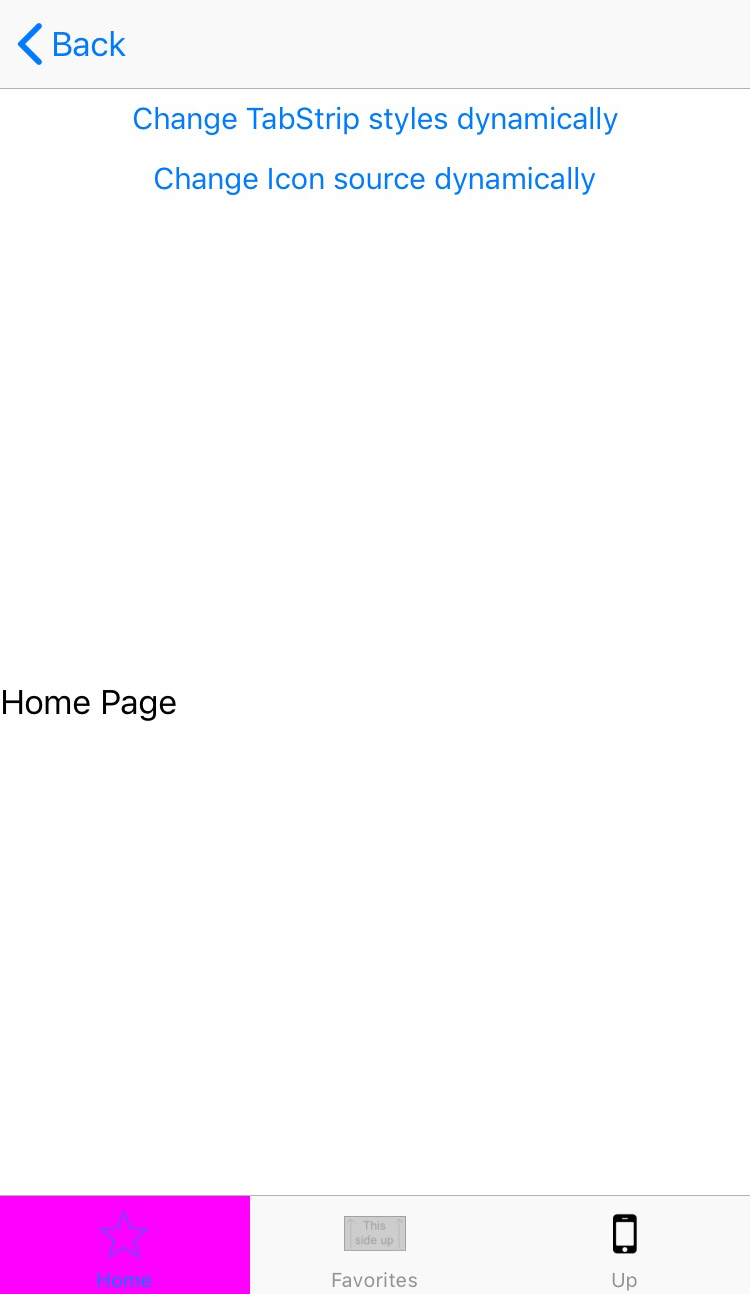 Back
Change TabStrip styles dynamically
Change Icon source dynamically
Home Page
This
side up
Home
Favorites
Up